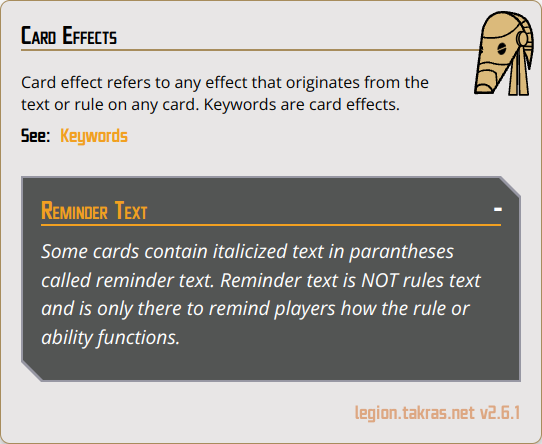 Card Effects
Card effect refers to any effect that originates from the
text or rule on any card. Keywords are card effects.
See: Keywords
Reminder Text -
Some cards contain italicized text in parantheses
called reminder text. Reminder text is NOT rules text
and is only there to remind players how the rule or
ability functions.
legion.takras.net v2.6.1